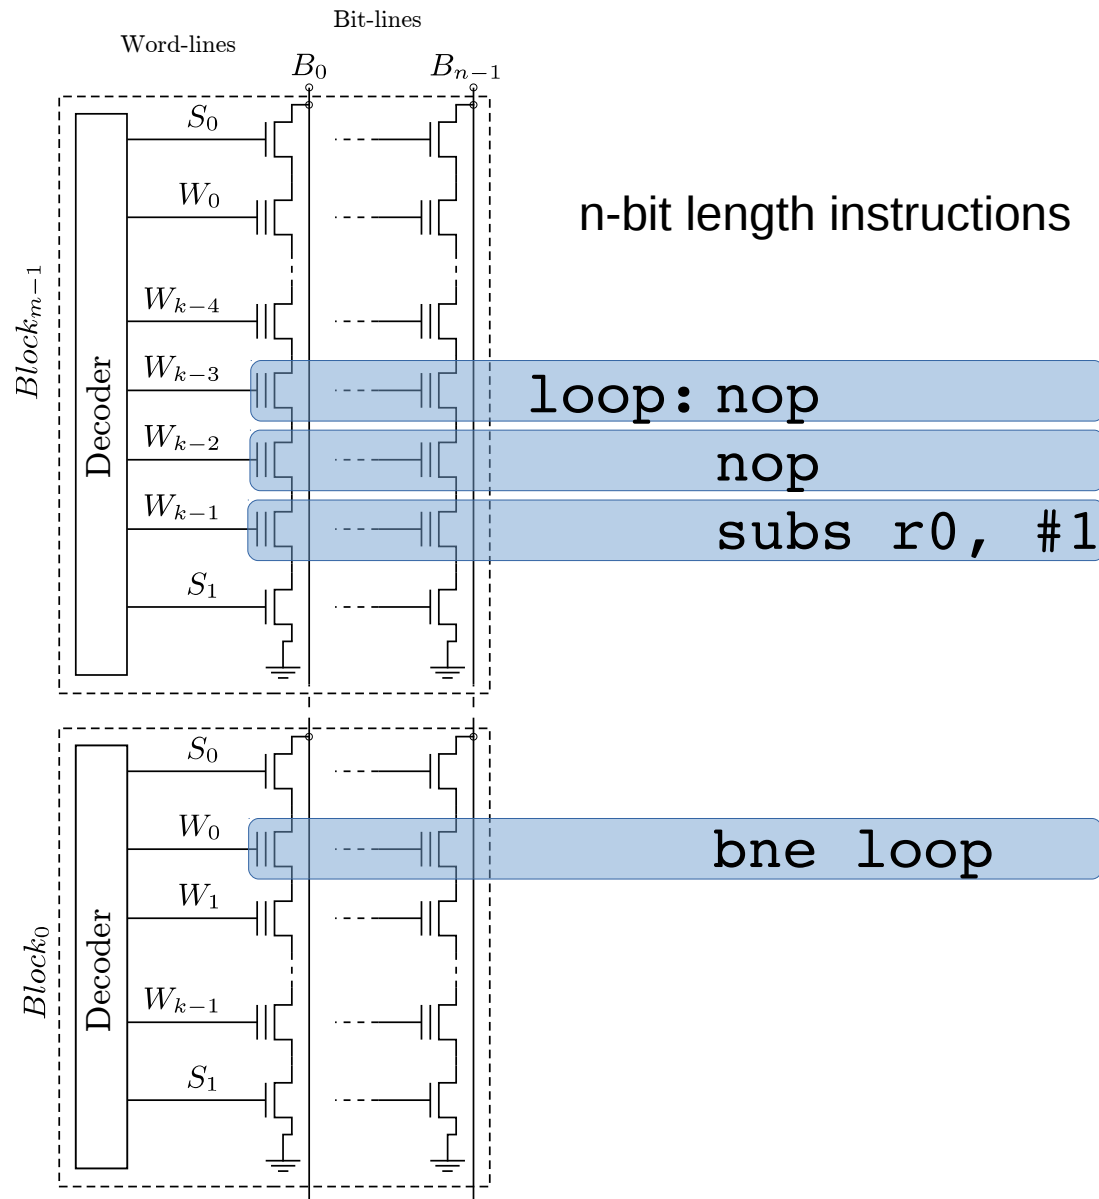 Bit-lines
Word-lines
B₀ Bₙ₋₁
S₀
W₀
n-bit length instructions
Blockₘ₋₁
Wₖ₋₄
Decoder
Wₖ₋₃ loop: nop
Wₖ₋₂ nop
Wₖ₋₁ subs r0, #1
S₁
S₀
W₀ bne loop
Block₀
Decoder
W₁
Wₖ₋₁
S₁